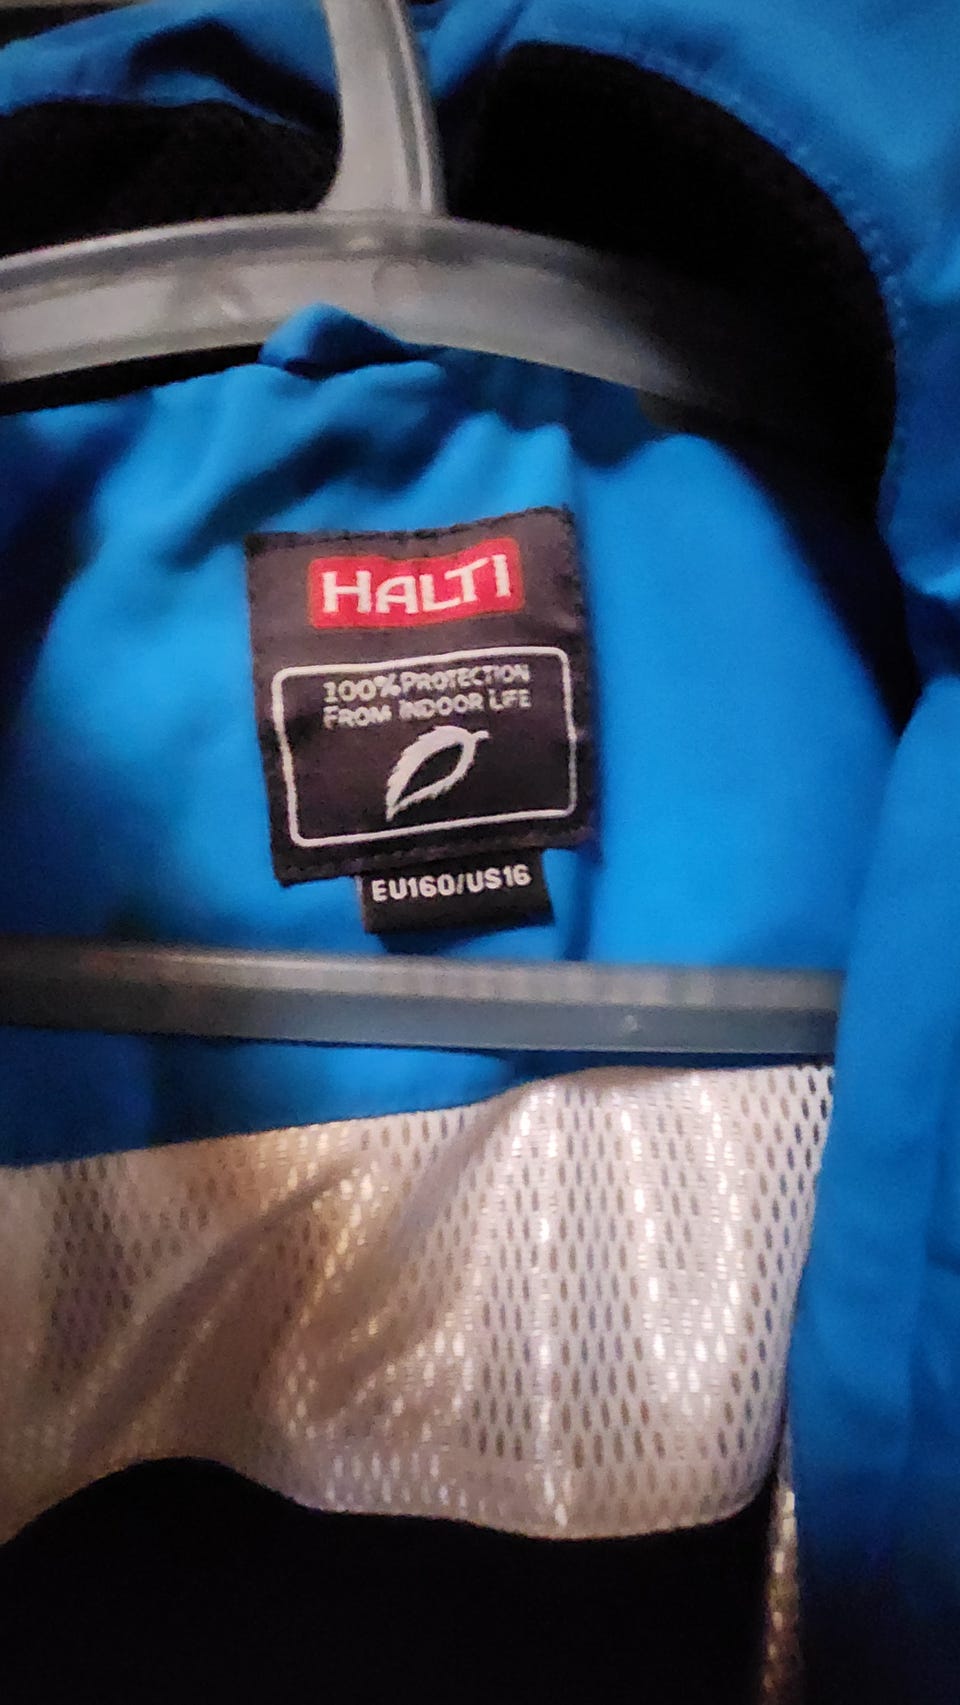 HALTI
100% PROTECTION
FROM INDOOR LIFE
EU160/US16